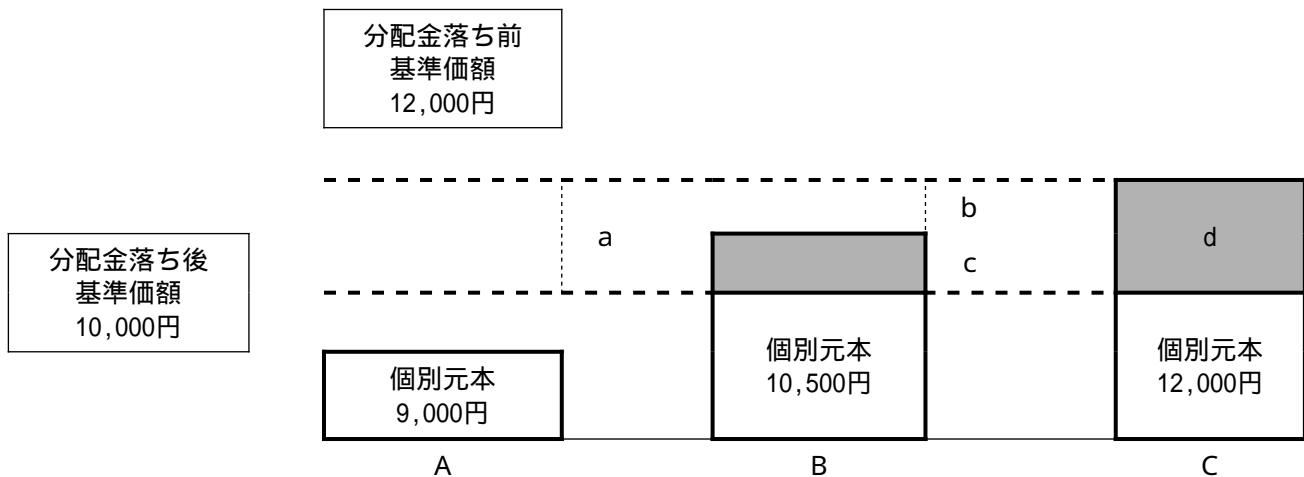 分配金落ち前
基準価額
12,000円
a
b
c
d
分配金落ち後
基準価額
10,000円
個別元本
9,000円
個別元本
10,500円
個別元本
12,000円
A
B
C